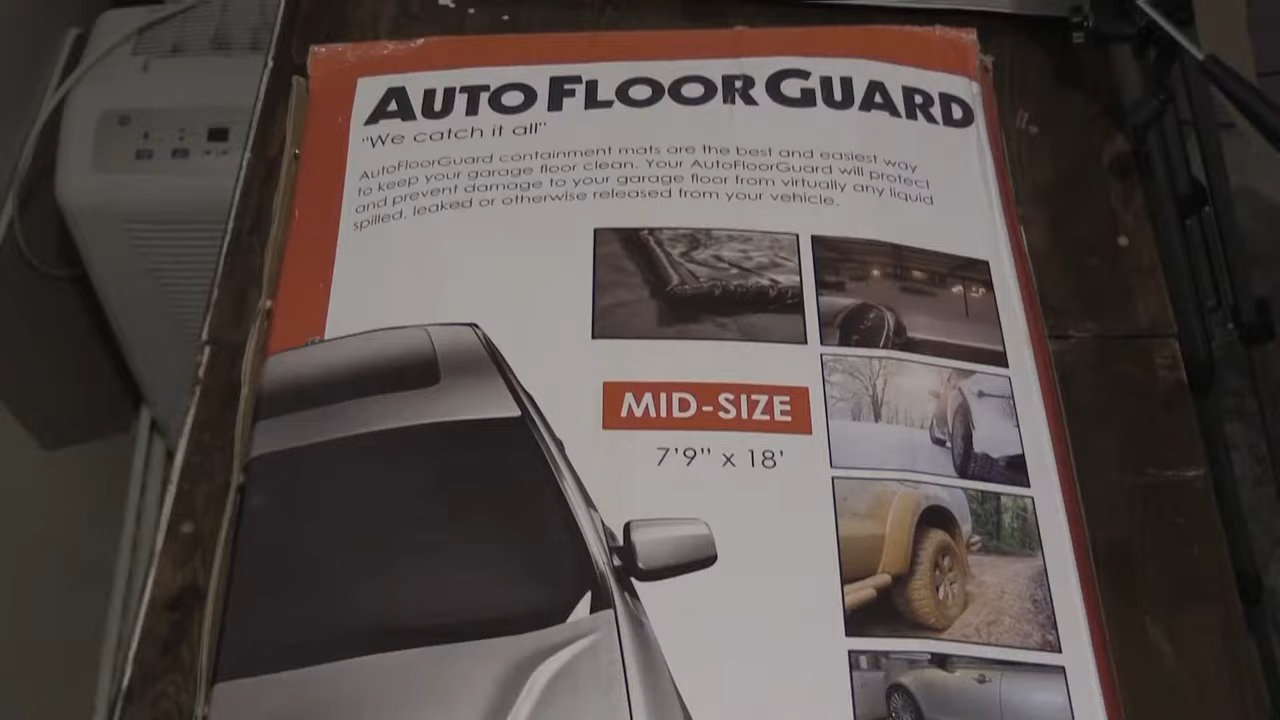 AUTOFLOORGUARD
"We catch it all"
AutoFloorGuard containment mats are the best and easiest way
to keep your garage floor clean. Your AutoFloorGuard will protect
and prevent damage to your garage floor from virtually any liquid
spilled, leaked or otherwise released from your vehicle.
MID-SIZE
7'9" x 18'